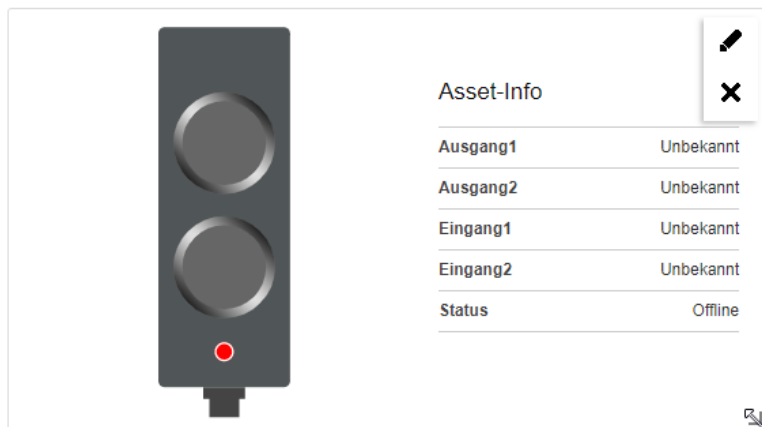 Asset-Info
Ausgang1 Unbekannt
Ausgang2 Unbekannt
Eingang1 Unbekannt
Eingang2 Unbekannt
Status Offline